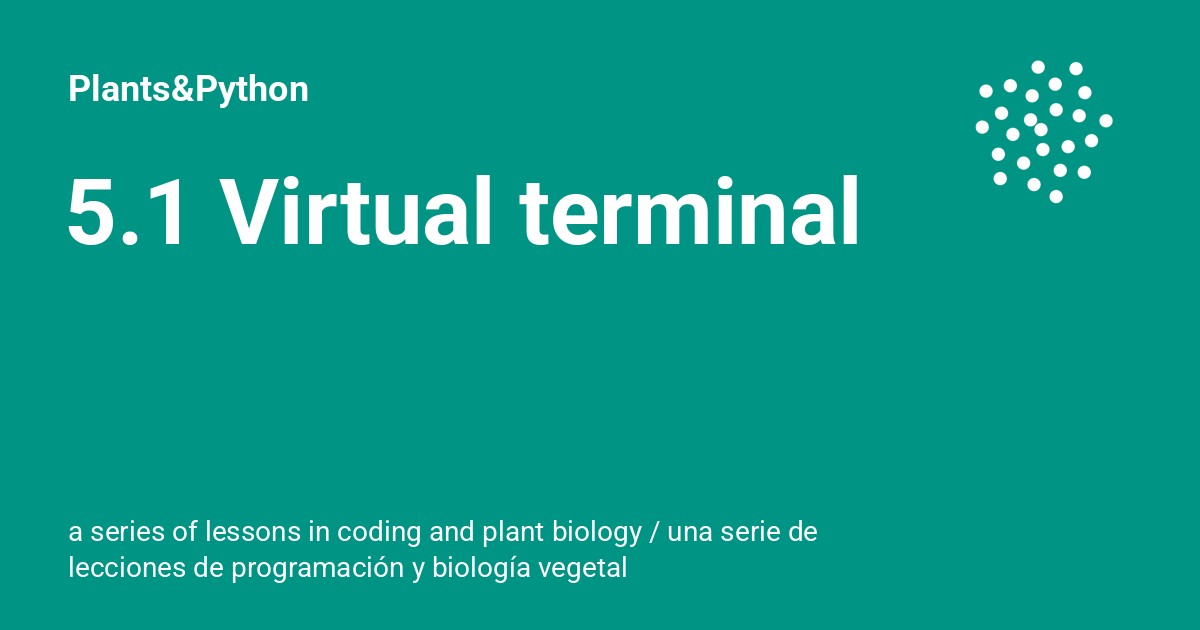 Plants&Python
5.1 Virtual terminal
a series of lessons in coding and plant biology / una serie de
lecciones de programación y biología vegetal